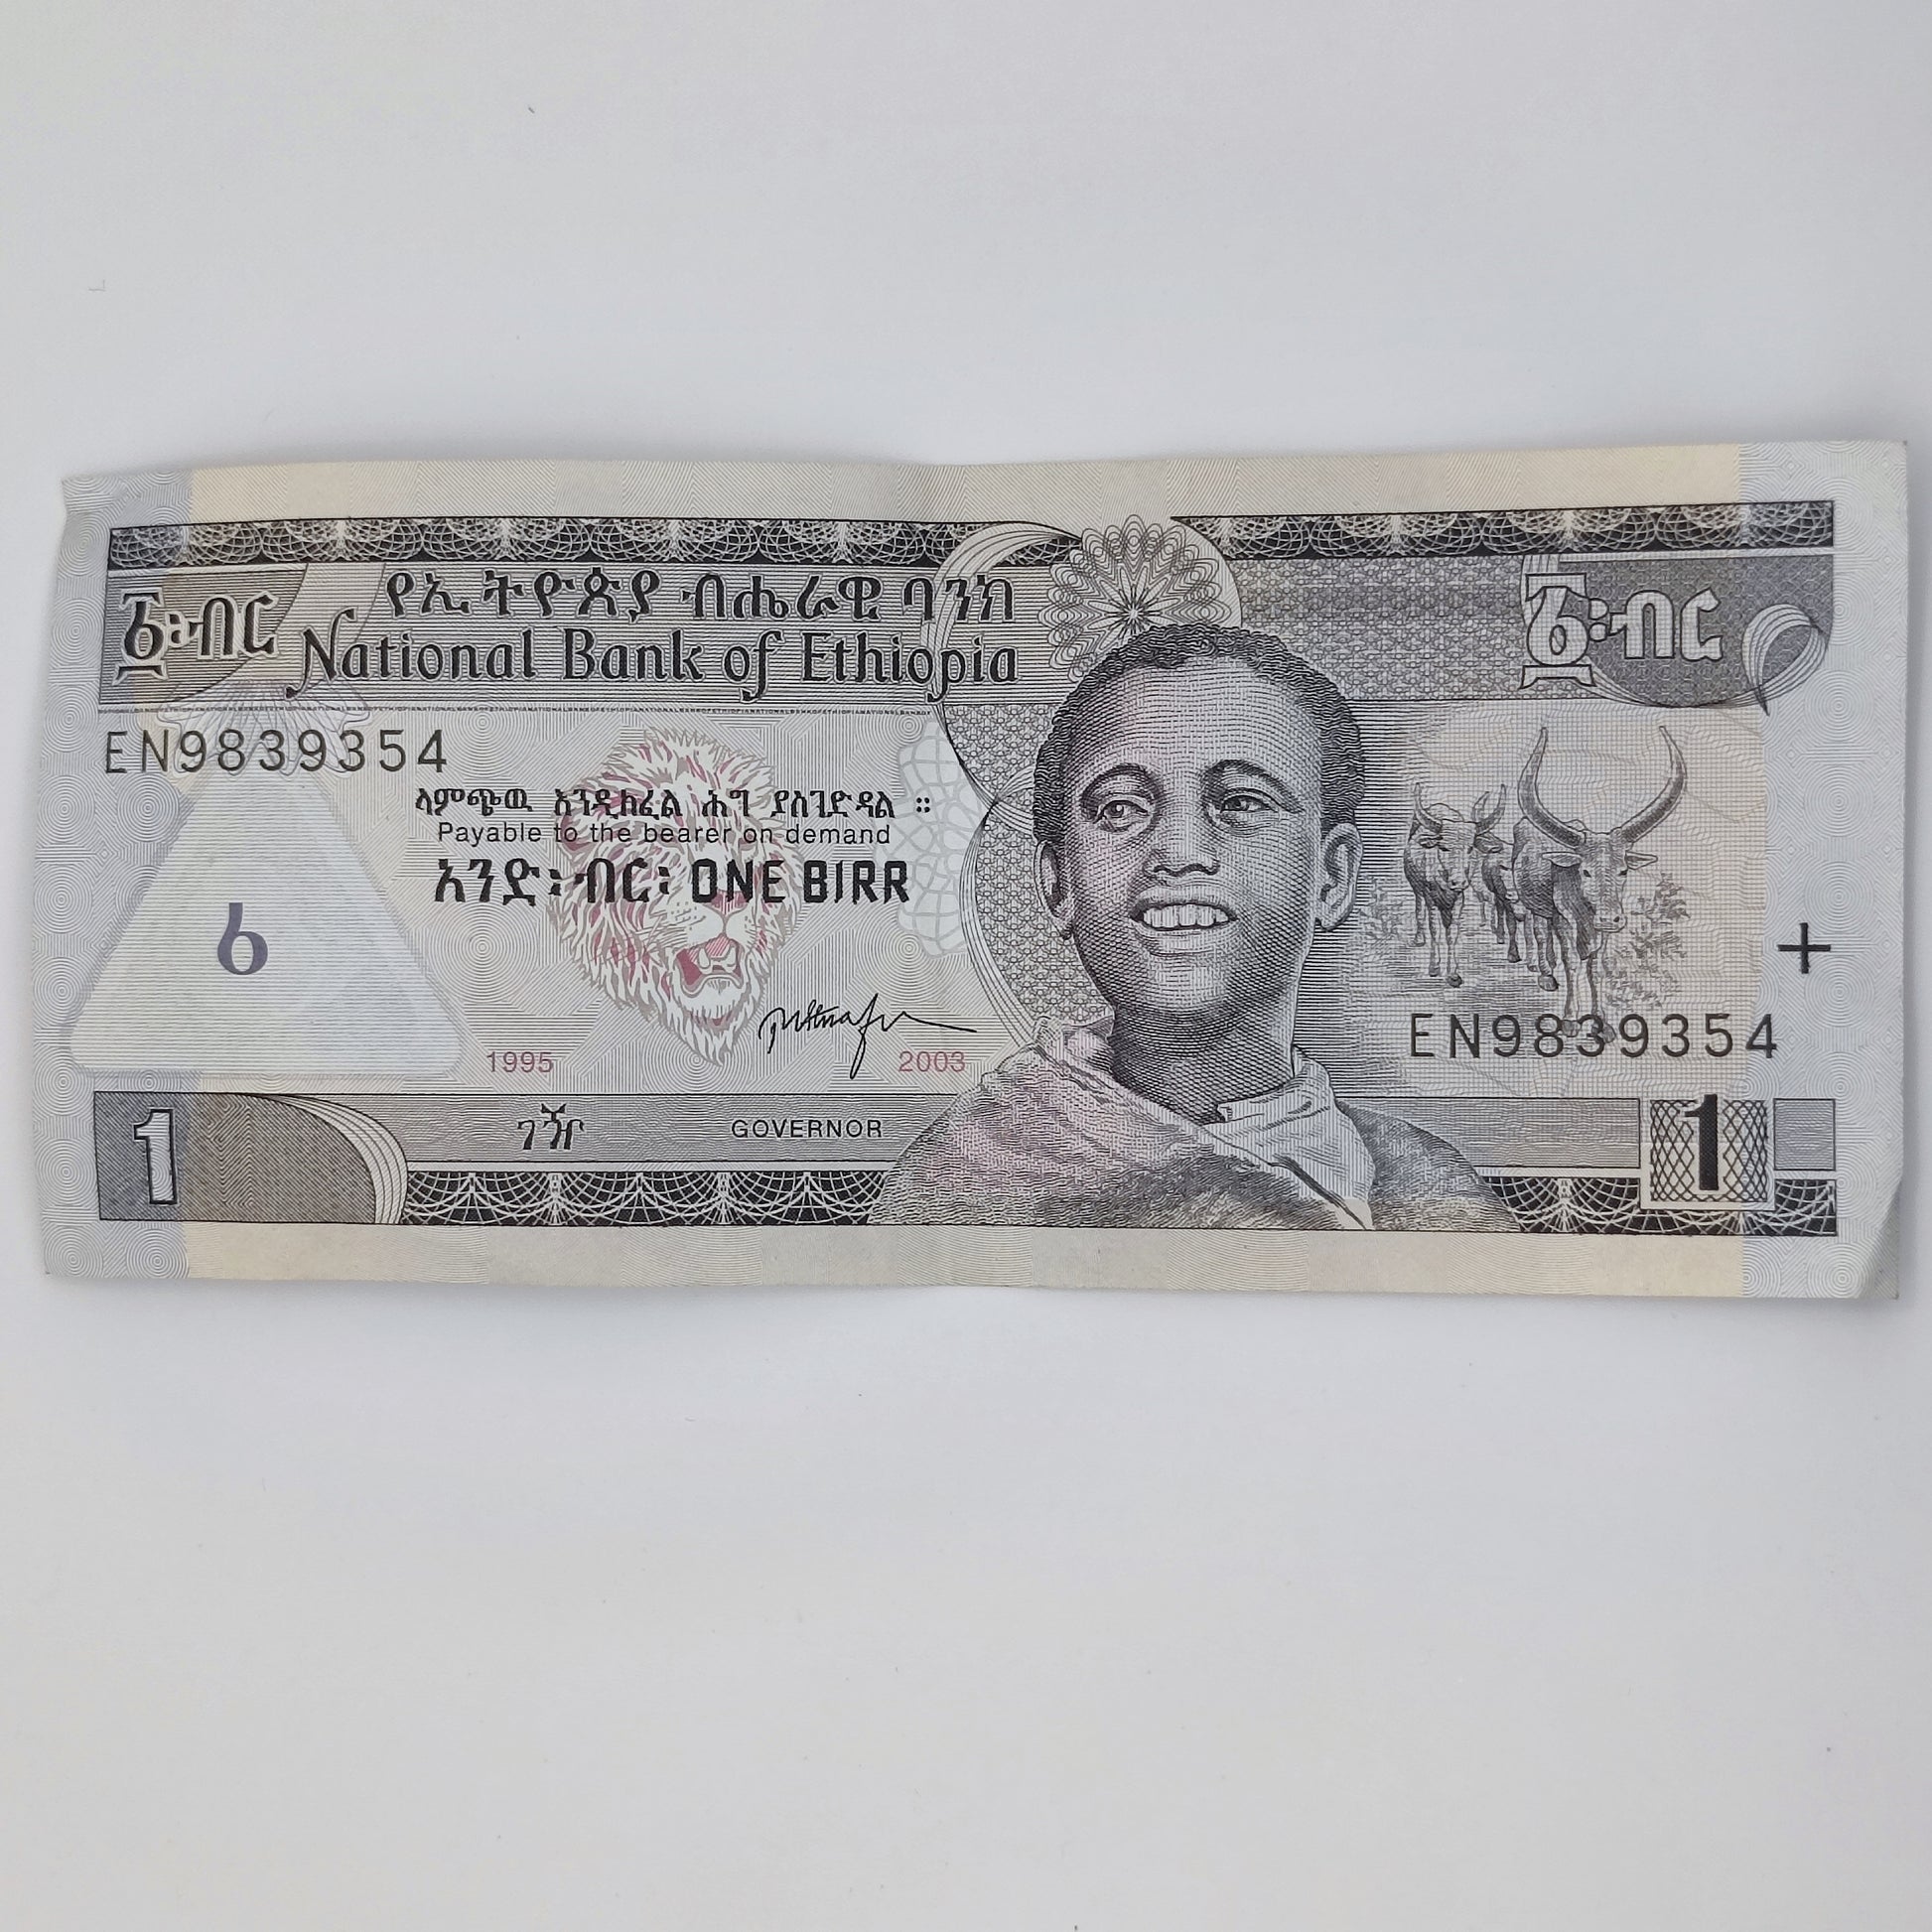 ፩፡ብር
የኢትዮጵያ ብሔራዊ ባንክ
፩፡ብር
National Bank of Ethiopia
EN9839354
ላምጭዉ እንዲከፈል ሕግ ያስገድዳል ።
Payable to the bearer on demand
አንድ፡ብር፡ ONE BIRR
6
+
EN9839354
1995
2003
1
ገዥ
GOVERNOR
1